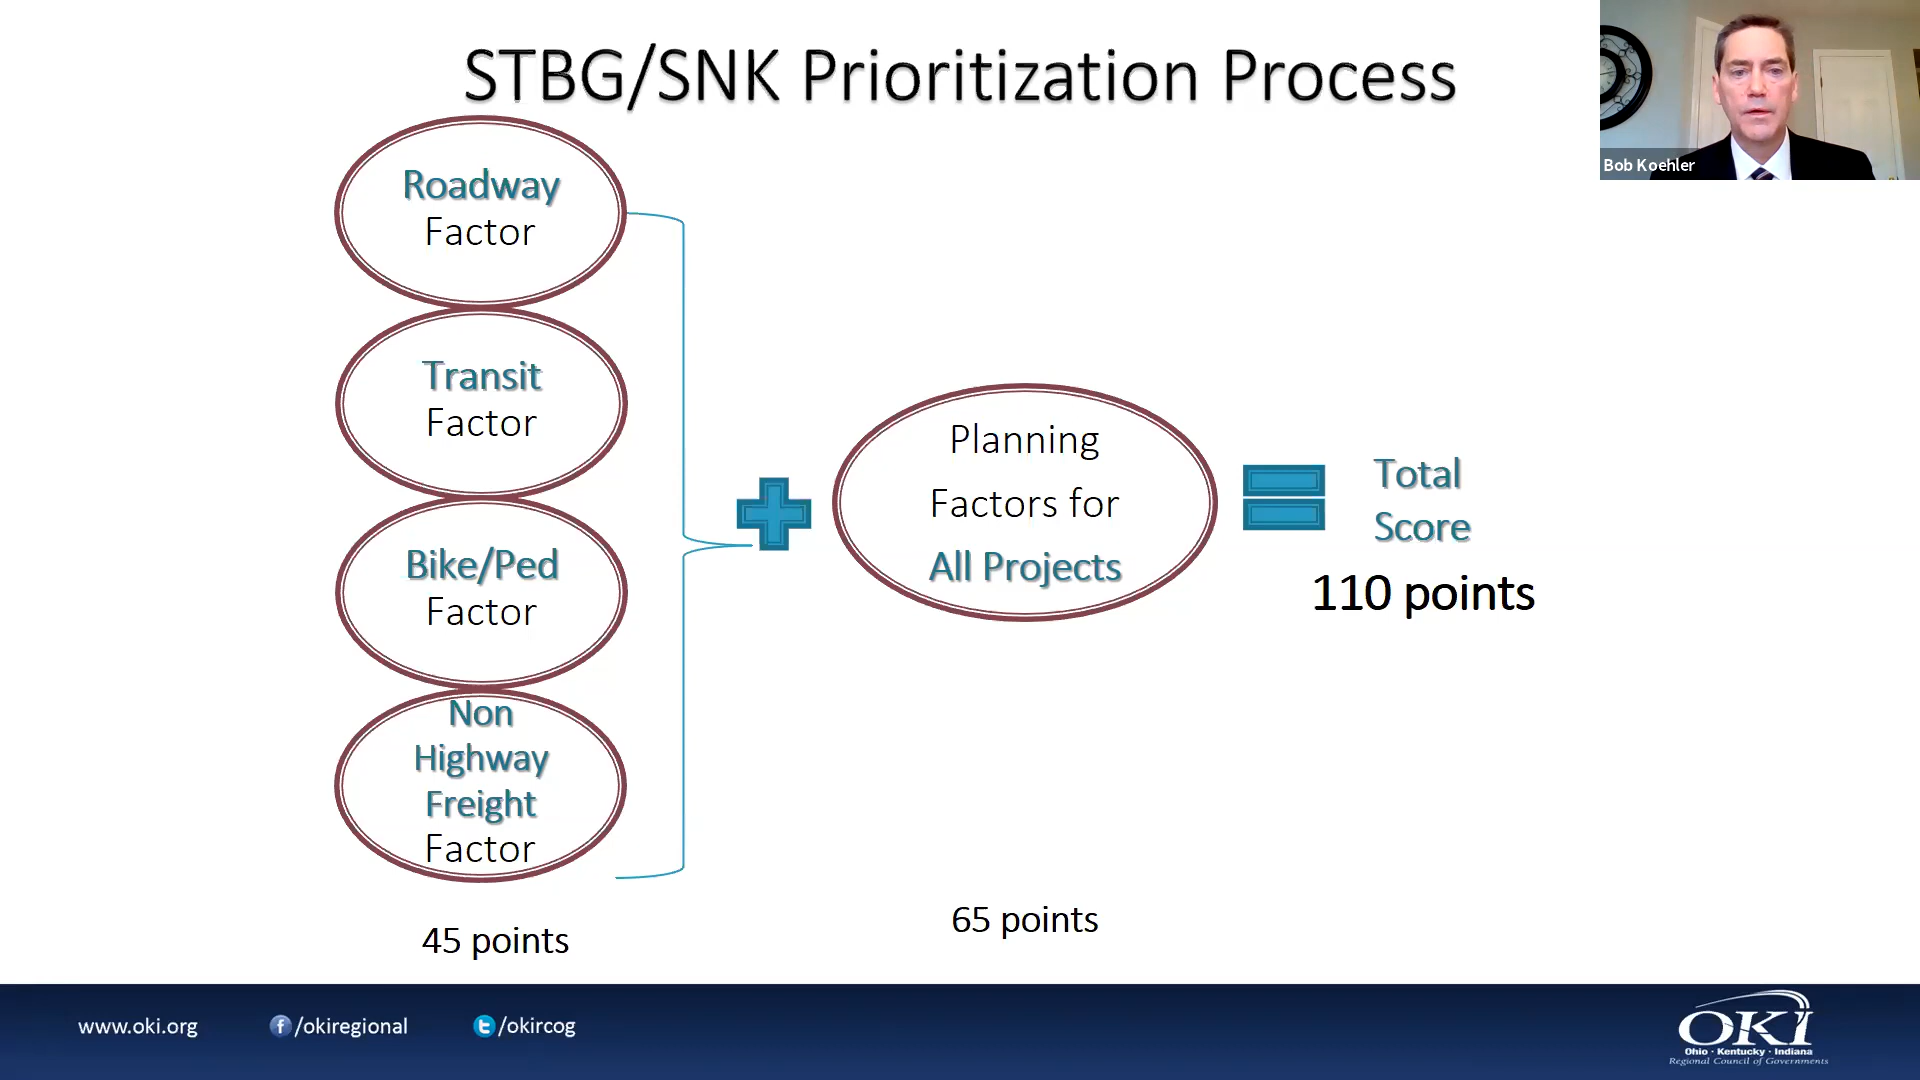 STBG/SNK Prioritization Process
Bob Koehler
Roadway
Factor
Transit
Factor
Bike/Ped
Factor
Non
Highway
Freight
Factor
45 points
Planning
Factors for
All Projects
65 points
Total
Score
110 points
www.oki.org
f/okiregional
t/okircog
OKI
Ohio · Kentucky · Indiana
Regional Council of Governments